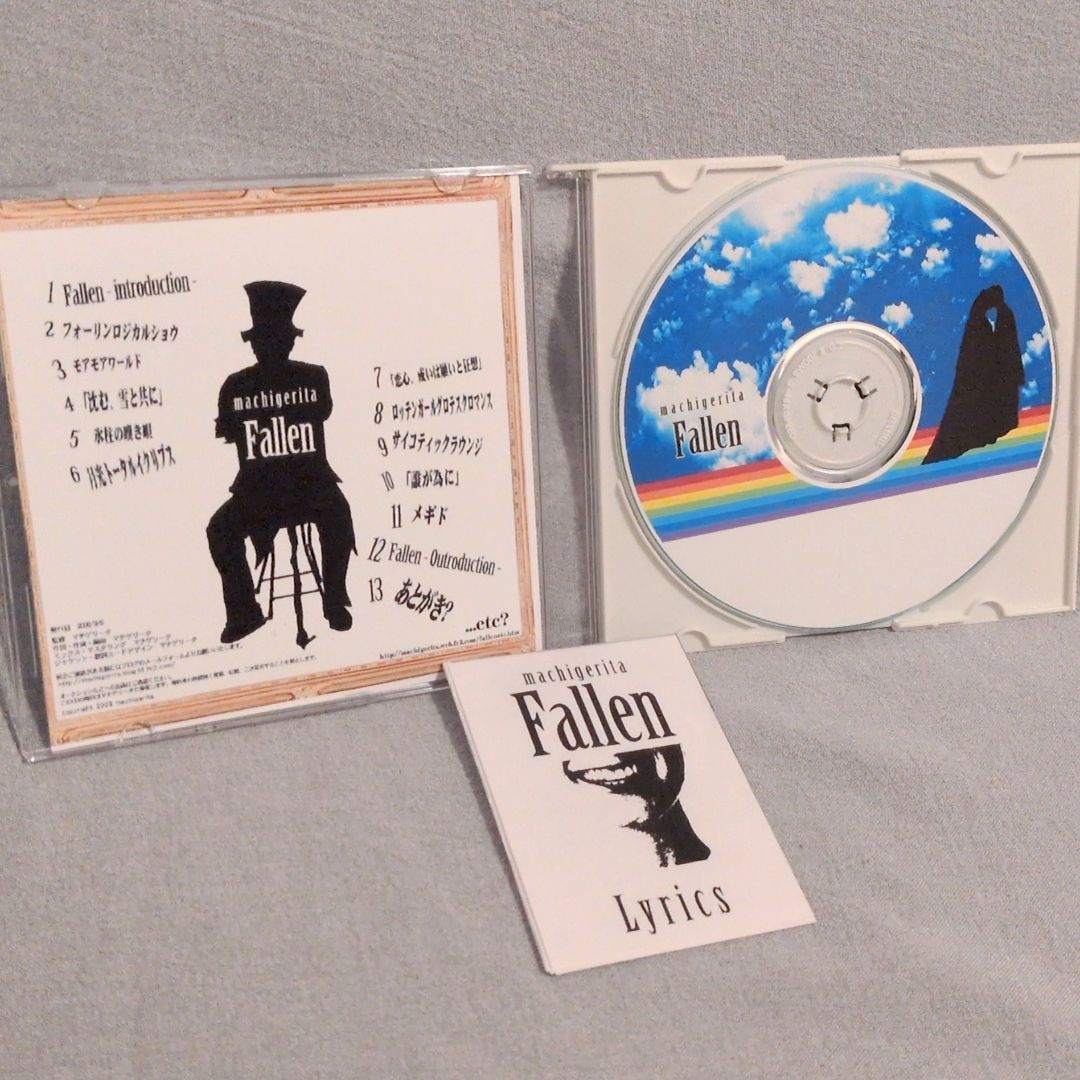 1 Fallen -introduction-
2 フォーリンロジカルショウ
3 モアモアワールド
4 「沈む、雪と共に」
5 氷柱の嘆き唄
6 月光トータルイクリプス
machigerita
Fallen
7 「恋心、或いは願いと狂想」
8 ロッテンガールグロテスクロマンス
9 サイコティックラウンジ
10 「誰が為に」
11 メギド
12 Fallen -Outroduction-
13 あとがき?
...etc?
machigerita
Fallen
machigerita
Fallen
Lyrics